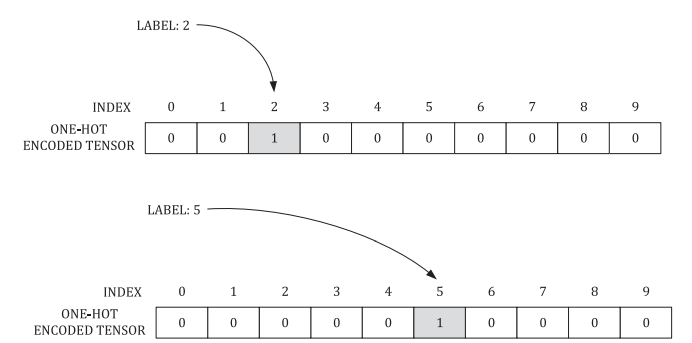 LABEL: 2
INDEX 0 1 2 3 4 5 6 7 8 9
ONE-HOT
ENCODED TENSOR 0 0 1 0 0 0 0 0 0 0
LABEL: 5
INDEX 0 1 2 3 4 5 6 7 8 9
ONE-HOT
ENCODED TENSOR 0 0 0 0 0 1 0 0 0 0